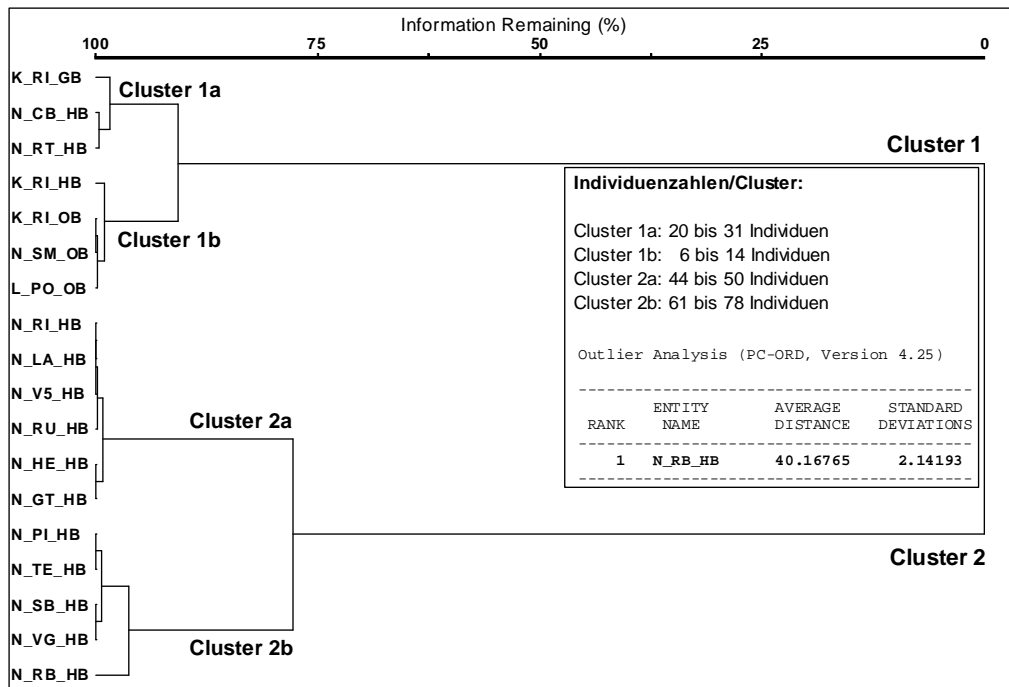 Information Remaining (%)
100 75 50 25 0
K_RI_GB
Cluster 1a
N_CB_HB
N_RT_HB
Cluster 1
K_RI_HB
K_RI_OB
Cluster 1b
N_SM_OB
L_PO_OB
N_RI_HB
N_LA_HB
N_V5_HB
Cluster 2a
N_RU_HB
N_HE_HB
N_GT_HB
N_PI_HB
Cluster 2
N_TE_HB
N_SB_HB
N_VG_HB
Cluster 2b
N_RB_HB
Individuenzahlen/Cluster:
Cluster 1a: 20 bis 31 Individuen
Cluster 1b: 6 bis 14 Individuen
Cluster 2a: 44 bis 50 Individuen
Cluster 2b: 61 bis 78 Individuen
Outlier Analysis (PC-ORD, Version 4.25)
----------------------------------------
ENTITY AVERAGE STANDARD
RANK NAME DISTANCE DEVIATIONS
----------------------------------------
1 N_RB_HB 40.16765 2.14193
----------------------------------------